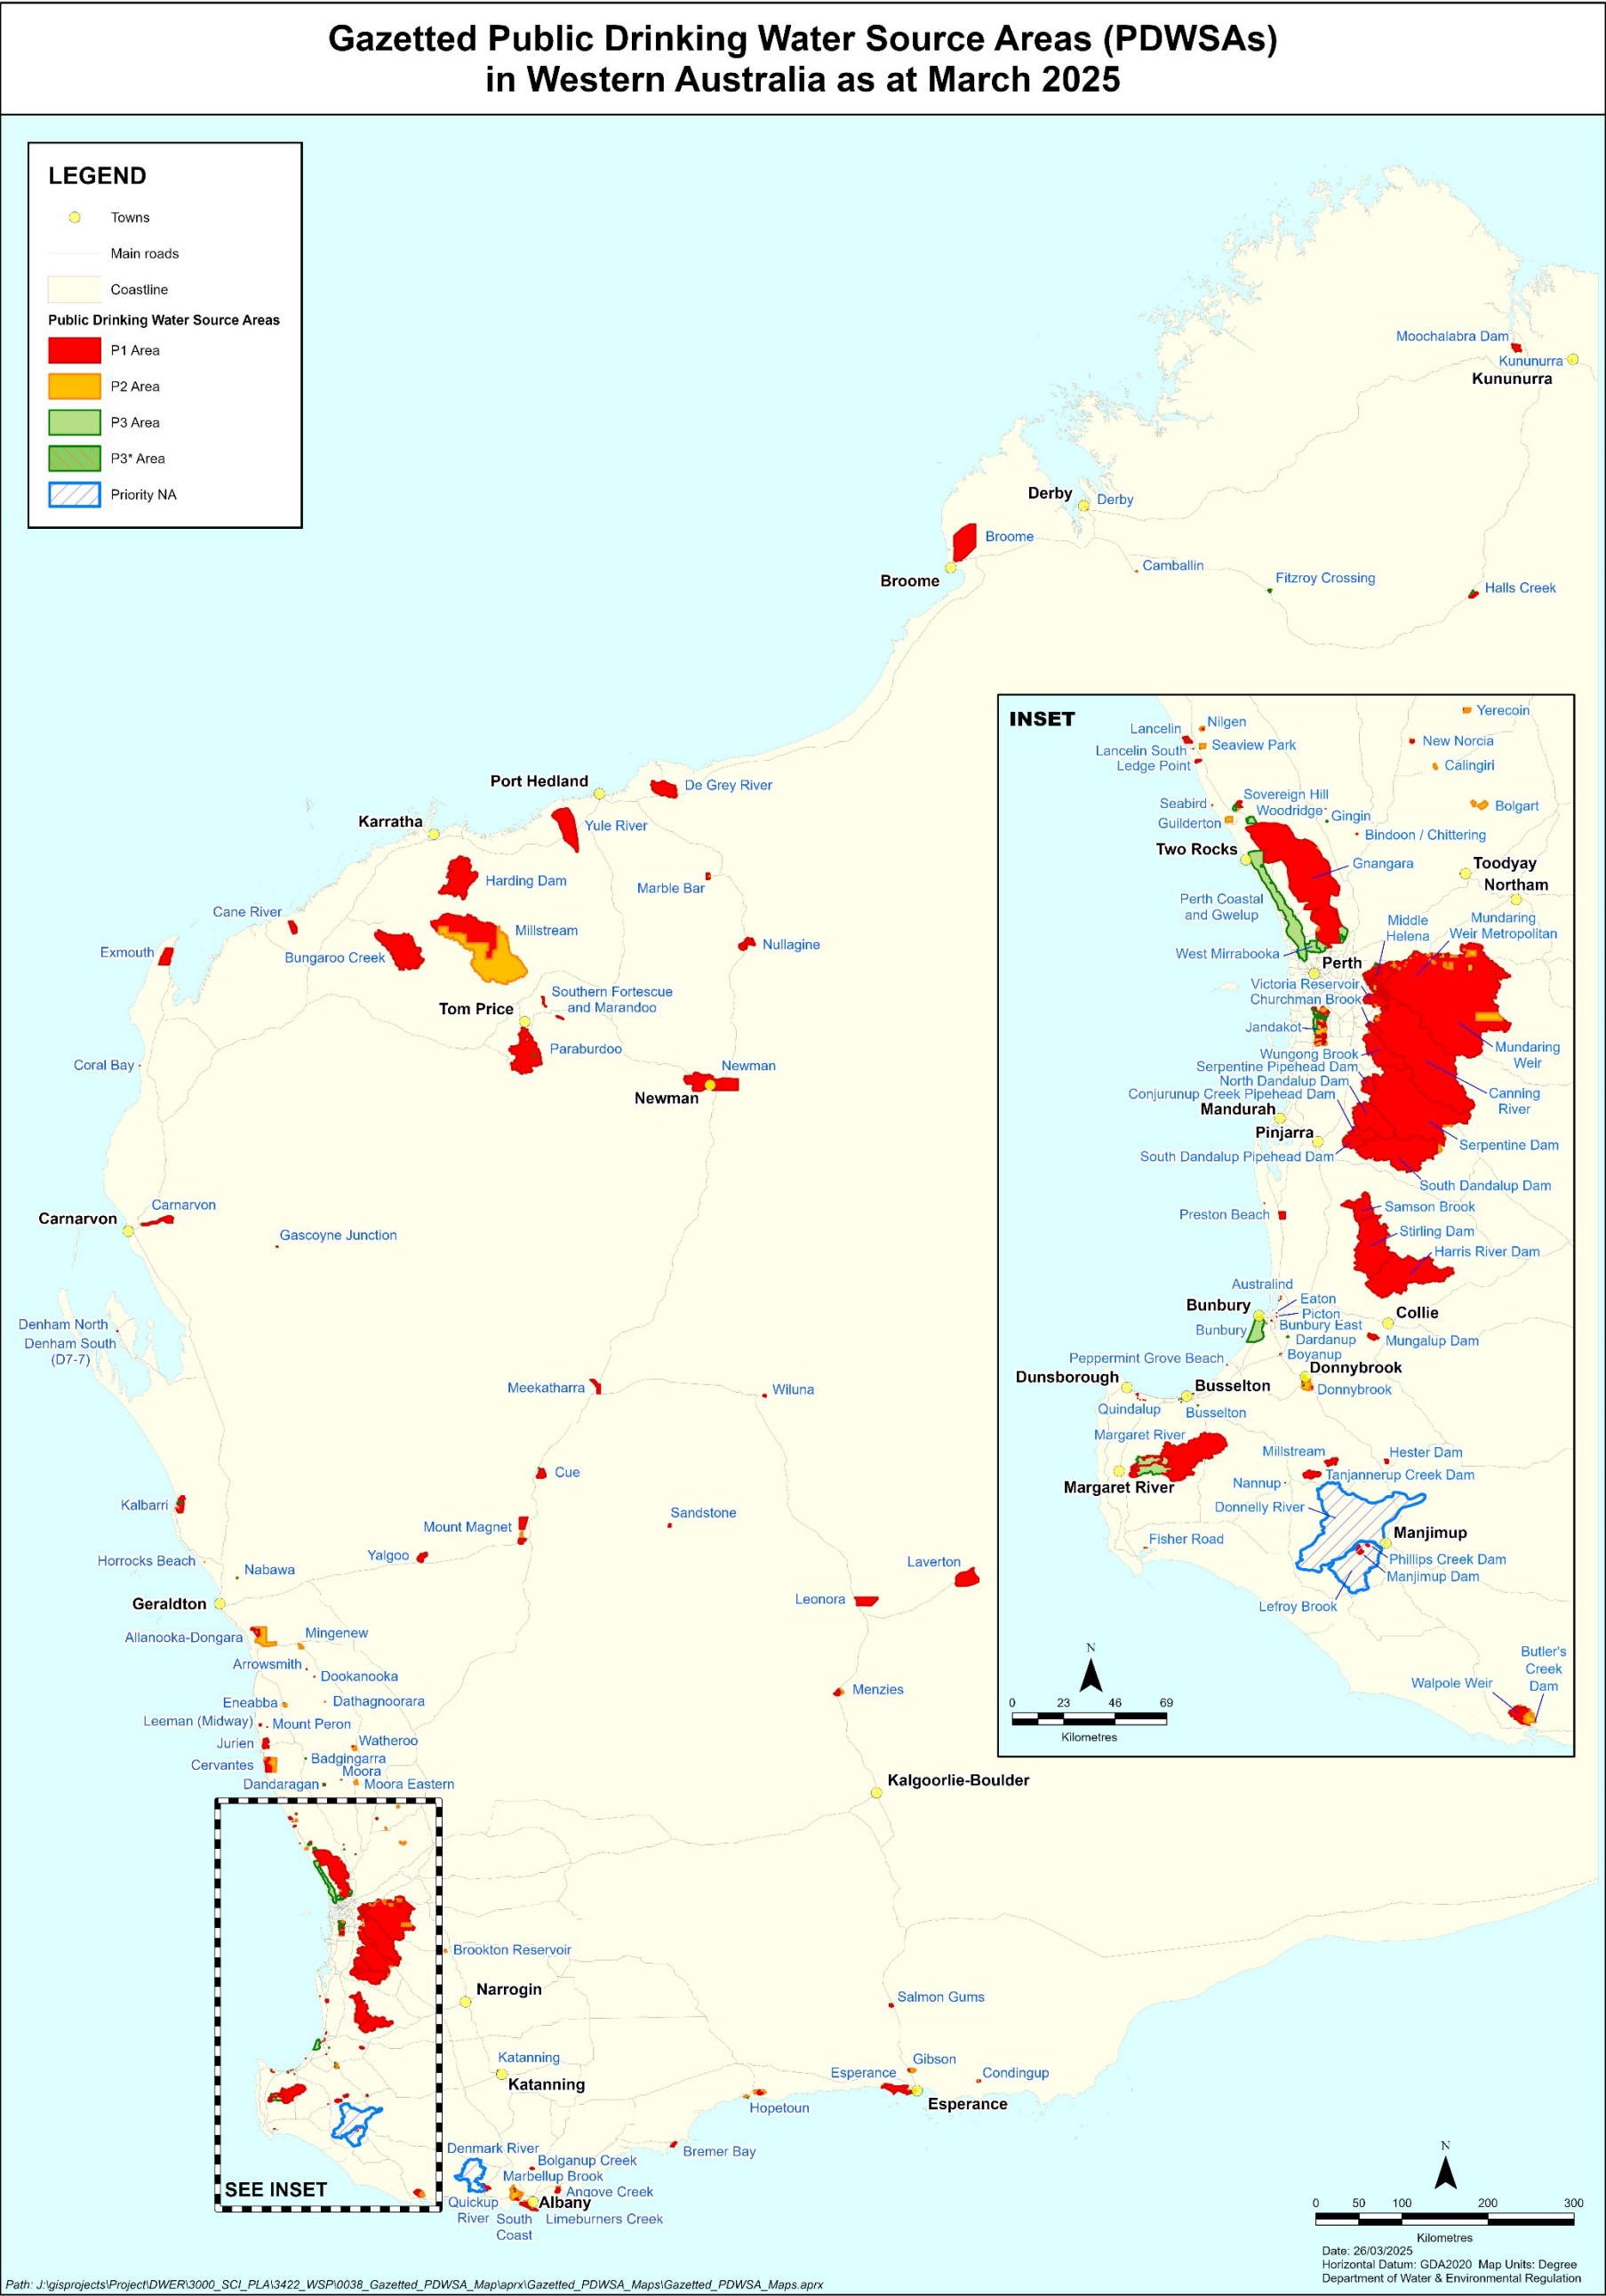 Gazetted Public Drinking Water Source Areas (PDWSAs)
in Western Australia as at March 2025
LEGEND
Towns
Main roads
Coastline
Public Drinking Water Source Areas
P1 Area
P2 Area
P3 Area
P3* Area
Priority NA
Moochalabra Dam
Kununurra
Kununurra
Derby
Derby
Broome
Broome
Camballin
Fitzroy Crossing
Halls Creek
Port Hedland
De Grey River
Karratha
Yule River
Harding Dam
Marble Bar
Cane River
Millstream
Exmouth
Bungaroo Creek
Nullagine
Southern Fortescue
and Marandoo
Tom Price
Paraburdoo
Coral Bay
Newman
Newman
Carnarvon
Carnarvon
Gascoyne Junction
Denham North
Denham South
(D7-7)
Meekatharra
Wiluna
Cue
Kalbarri
Sandstone
Mount Magnet
Yalgoo
Horrocks Beach
Nabawa
Laverton
Leonora
Geraldton
Allanooka-Dongara
Mingenew
Arrowsmith
Dookanooka
Menzies
Eneabba
Dathagnoorara
Leeman (Midway)
Mount Peron
Jurien
Watheroo
Cervantes
Badgingarra
Moora
Dandaragan
Moora Eastern
Kalgoorlie-Boulder
Brookton Reservoir
Narrogin
Salmon Gums
Katanning
Katanning
Gibson
Esperance
Condingup
Esperance
Hopetoun
Bremer Bay
Denmark River
Bolganup Creek
Marbellup Brook
Angove Creek
Quickup
River
South
Coast
Albany
Limeburners Creek
SEE INSET
INSET
Yerecoin
Nilgen
Lancelin
Lancelin South
Seaview Park
New Norcia
Ledge Point
Calingiri
Sovereign Hill
Seabird
Woodridge
Gingin
Bolgart
Guilderton
Bindoon / Chittering
Two Rocks
Gnangara
Toodyay
Northam
Perth Coastal
and Gwelup
Middle
Helena
Mundaring
Weir Metropolitan
West Mirrabooka
Perth
Victoria Reservoir
Churchman Brook
Jandakot
Wungong Brook
Mundaring
Weir
Serpentine Pipehead Dam
North Dandalup Dam
Conjurunup Creek Pipehead Dam
Canning
River
Mandurah
Pinjarra
Serpentine Dam
South Dandalup Pipehead Dam
South Dandalup Dam
Preston Beach
Samson Brook
Stirling Dam
Harris River Dam
Australind
Eaton
Bunbury
Picton
Collie
Bunbury East
Bunbury
Dardanup
Mungalup Dam
Boyanup
Peppermint Grove Beach
Donnybrook
Dunsborough
Busselton
Donnybrook
Quindalup
Busselton
Margaret River
Millstream
Hester Dam
Tanjannerup Creek Dam
Nannup
Margaret River
Donnelly River
Manjimup
Fisher Road
Phillips Creek Dam
Manjimup Dam
Lefroy Brook
Butler's
Creek
Dam
Walpole Weir
N
0 23 46 69
Kilometres
N
0 50 100 200 300
Kilometres
Date: 26/03/2025
Horizontal Datum: GDA2020 Map Units: Degree
Department of Water & Environmental Regulation
Path: J:\gisprojects\Project\DWER\3000_SCI_PLA\3422_WSP\0038_Gazetted_PDWSA_Map\aprx\Gazetted_PDWSA_Maps\Gazetted_PDWSA_Maps.aprx